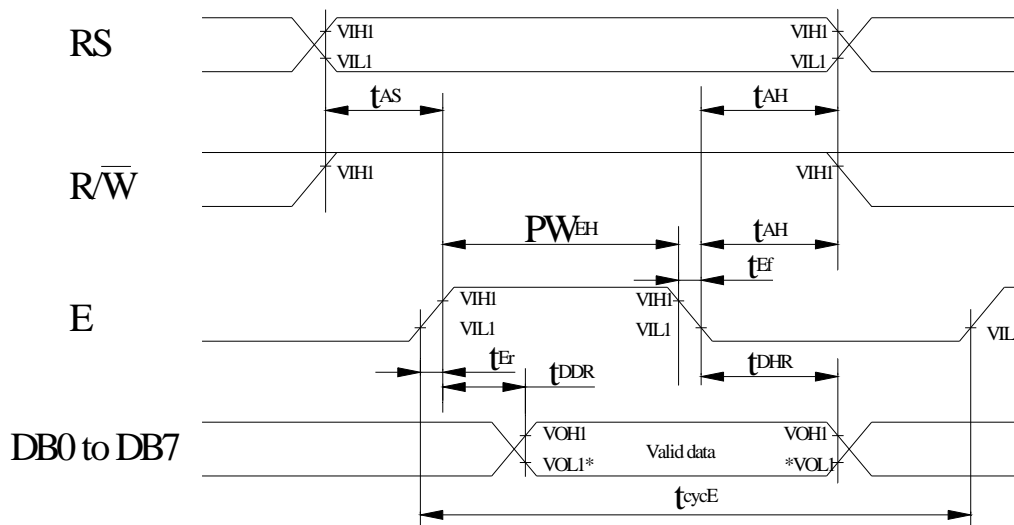 RS
VIH1
VIL1
VIH1
VIL1
tAS
tAH
R/W̅
VIH1
VIH1
PWEH
tAH
tEf
E
VIH1
VIL1
VIH1
VIL1
VIL
tEr
tDDR
tDHR
DB0 to DB7
VOH1
VOL1*
Valid data
VOH1
*VOL1
tcycE